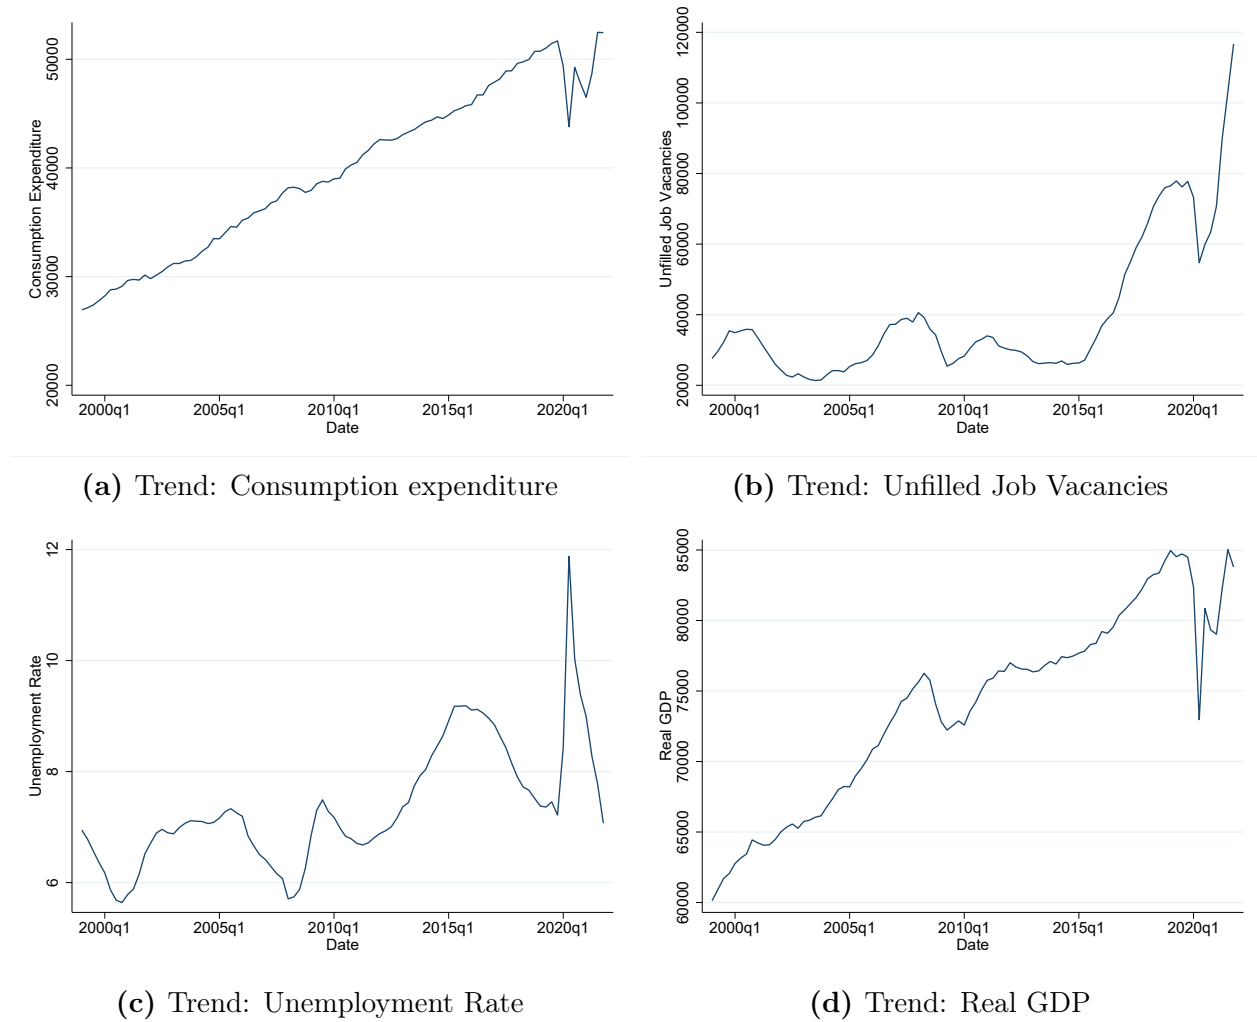 Consumption Expenditure
50000
40000
30000
20000
2000q1 2005q1 2010q1 2015q1 2020q1
Date
(a) Trend: Consumption expenditure
Unfilled Job Vacancies
120000
100000
80000
60000
40000
20000
2000q1 2005q1 2010q1 2015q1 2020q1
Date
(b) Trend: Unfilled Job Vacancies
Unemployment Rate
12
10
8
6
2000q1 2005q1 2010q1 2015q1 2020q1
Date
(c) Trend: Unemployment Rate
Real GDP
85000
80000
75000
70000
65000
60000
2000q1 2005q1 2010q1 2015q1 2020q1
Date
(d) Trend: Real GDP